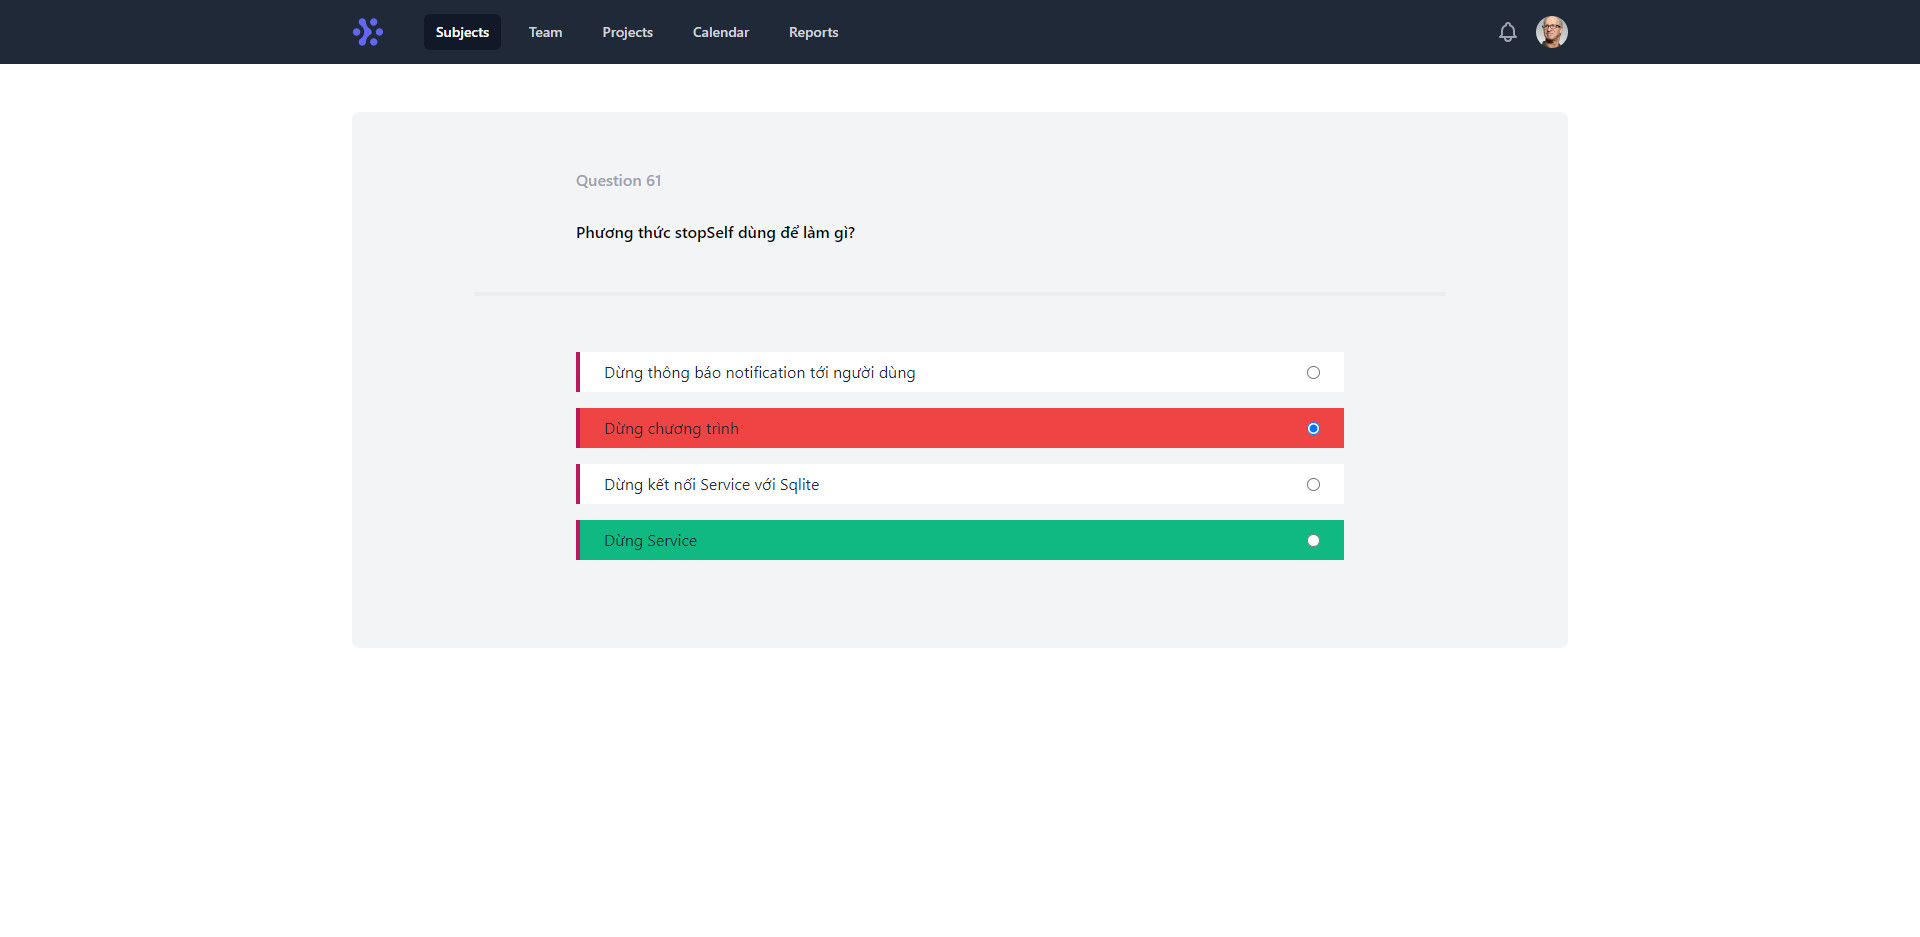 Subjects
Team
Projects
Calendar
Reports
Question 61
Phương thức stopSelf dùng để làm gì?
Dừng thông báo notification tới người dùng
Dừng chương trình
Dừng kết nối Service với Sqlite
Dừng Service